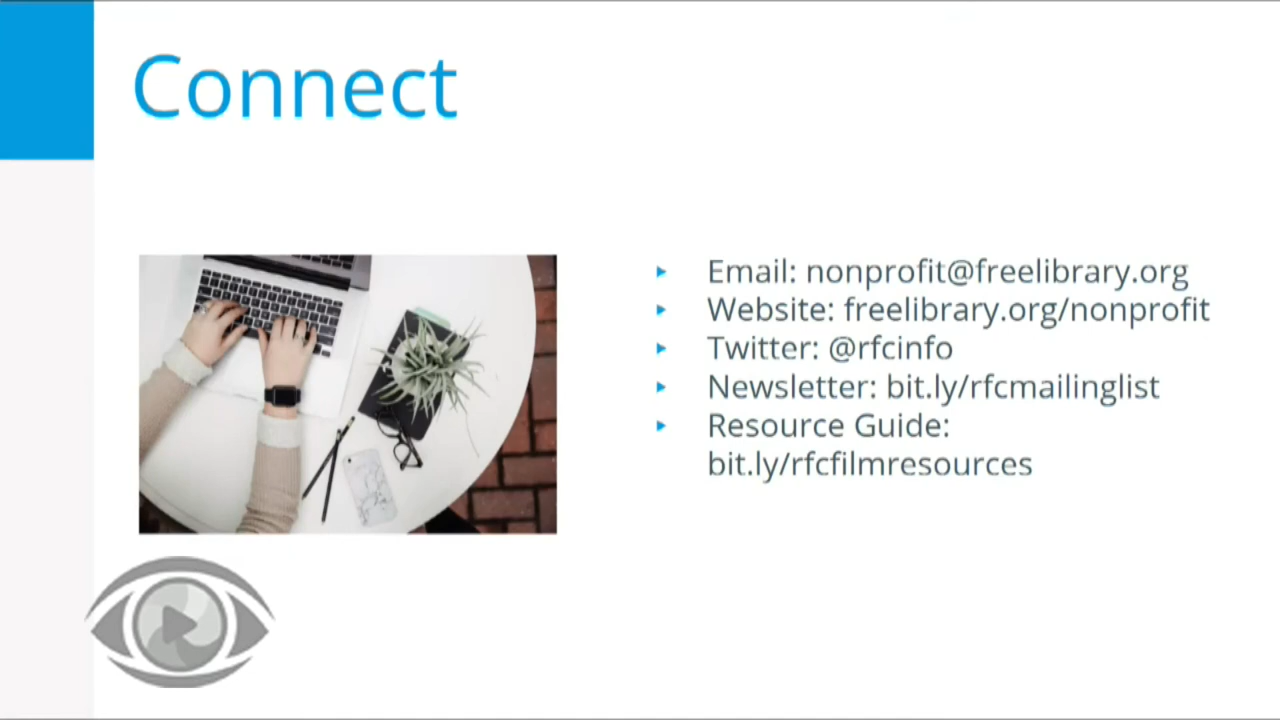 Connect
Email: nonprofit@freelibrary.org
Website: freelibrary.org/nonprofit
Twitter: @rfcinfo
Newsletter: bit.ly/rfcmailinglist
Resource Guide:
bit.ly/rfcfilmresources